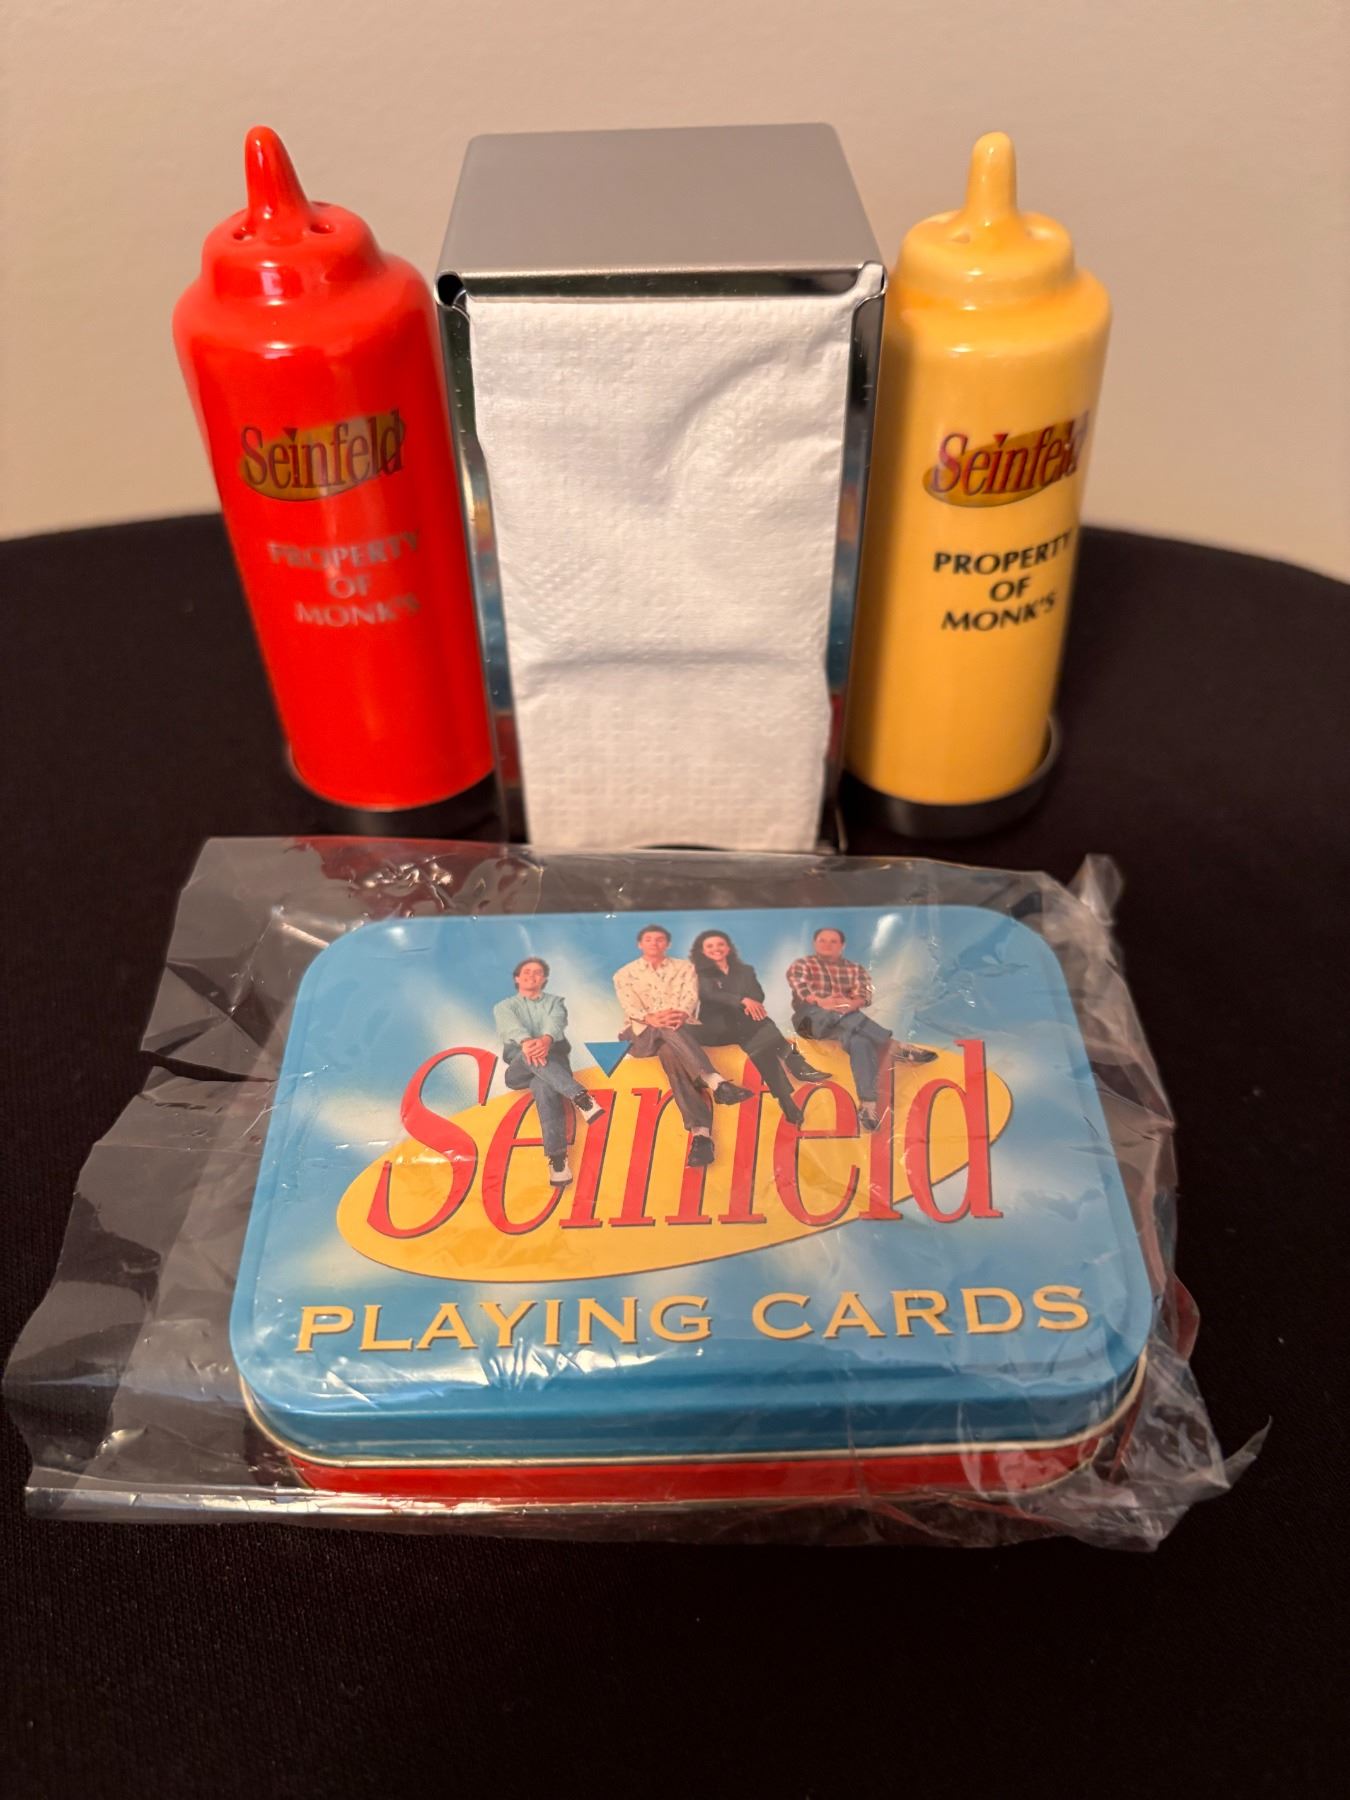 Seinfeld
PROPERTY
OF
MONK'S
Seinfeld
PROPERTY
OF
MONK'S
Seinfeld
PLAYING CARDS